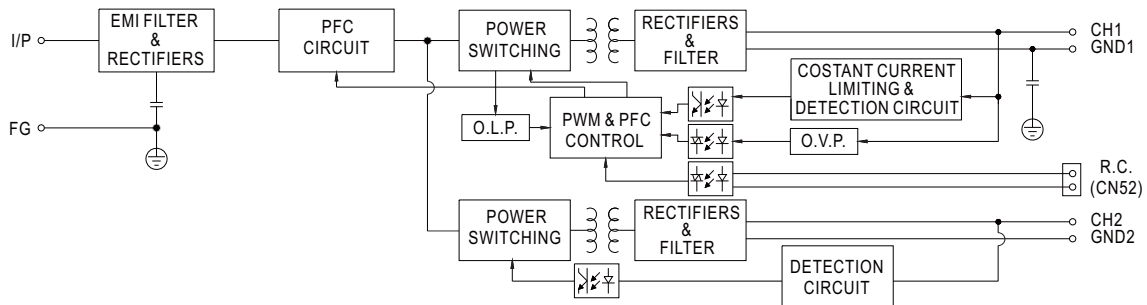 I/P
EMI FILTER
&
RECTIFIERS
PFC
CIRCUIT
POWER
SWITCHING
RECTIFIERS
&
FILTER
CH1
GND1
COSTANT CURRENT
LIMITING &
DETECTION CIRCUIT
FG
O.L.P.
PWM & PFC
CONTROL
O.V.P.
R.C.
(CN52)
POWER
SWITCHING
RECTIFIERS
&
FILTER
CH2
GND2
DETECTION
CIRCUIT